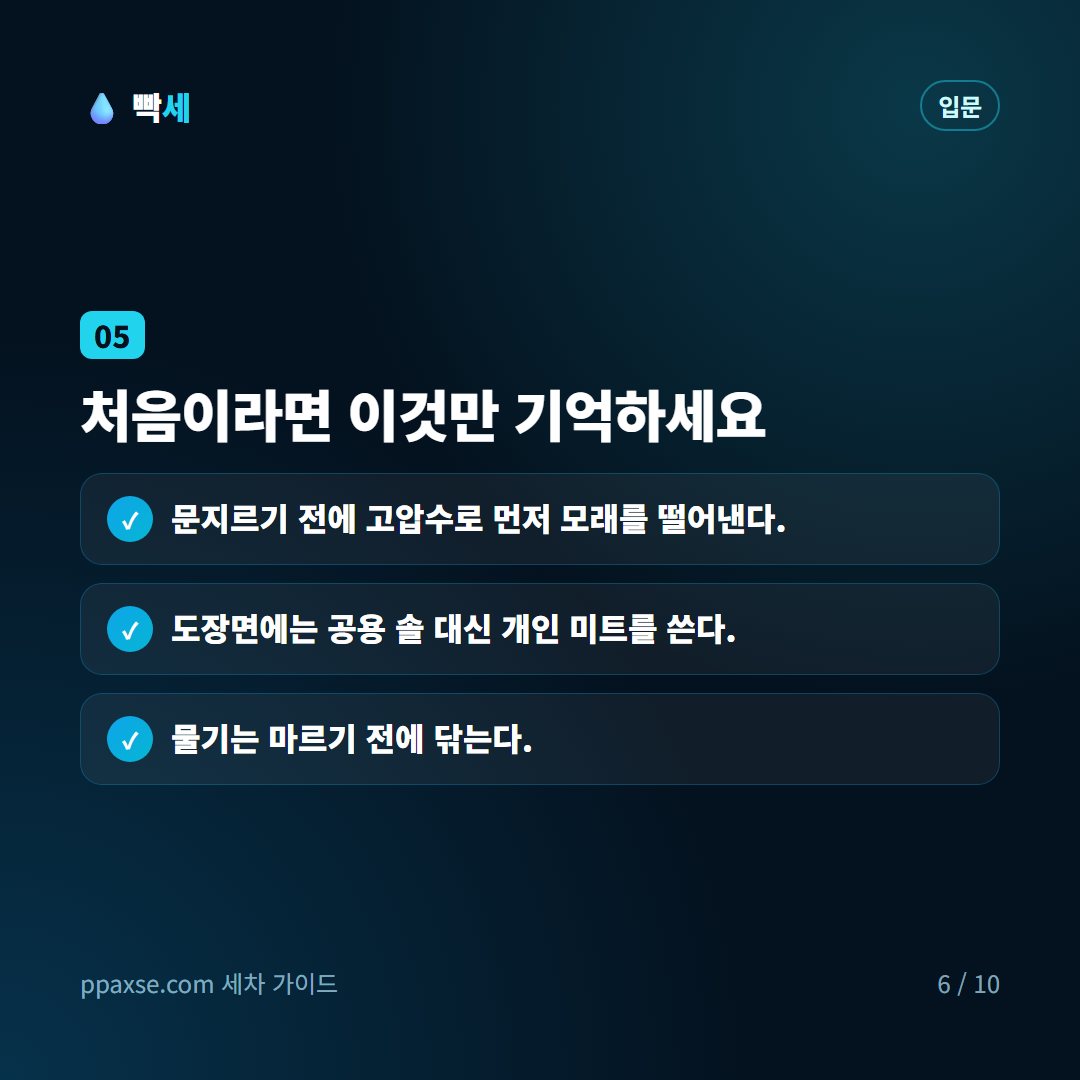 빡세
입문
05
처음이라면 이것만 기억하세요
✓ 문지르기 전에 고압수로 먼저 모래를 떨어낸다.
✓ 도장면에는 공용 솔 대신 개인 미트를 쓴다.
✓ 물기는 마르기 전에 닦는다.
ppaxse.com 세차 가이드
6 / 10